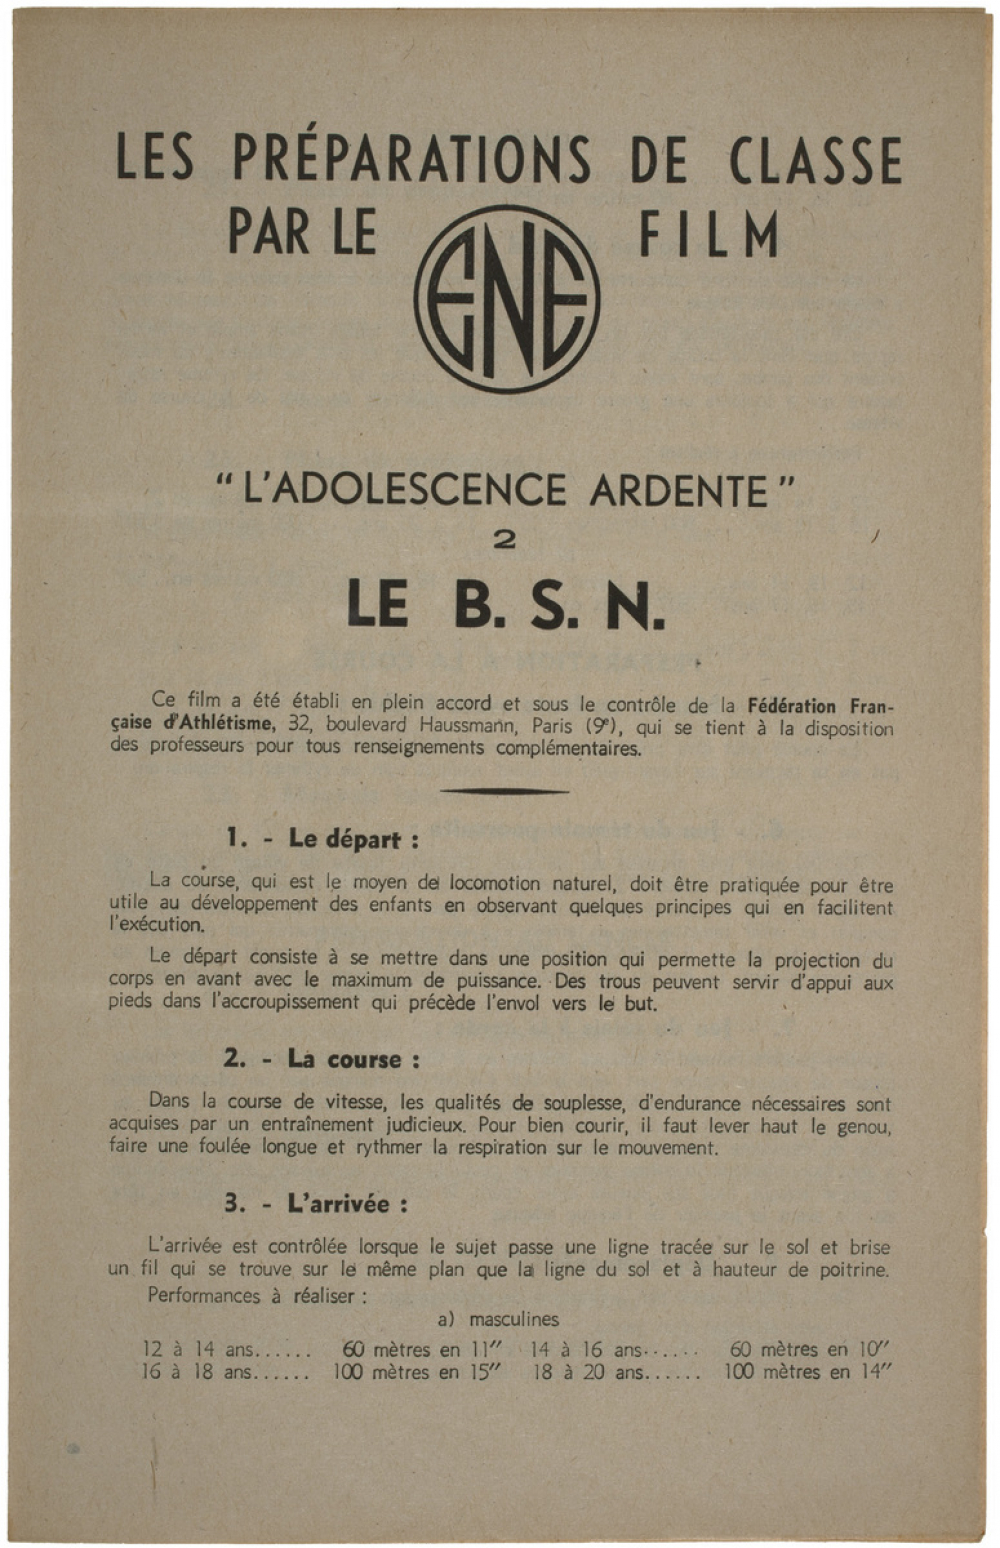 LES PRÉPARATIONS DE CLASSE
PAR LE ENE FILM
" L'ADOLESCENCE ARDENTE "
2
LE B. S. N.
Ce film a été établi en plein accord et sous le contrôle de la Fédération Fran-
çaise d'Athlétisme, 32, boulevard Haussmann, Paris (9e), qui se tient à la disposition
des professeurs pour tous renseignements complémentaires.
1. - Le départ :
La course, qui est le moyen de locomotion naturel, doit être pratiquée pour être
utile au développement des enfants en observant quelques principes qui en facilitent
l'exécution.
Le départ consiste à se mettre dans une position qui permette la projection du
corps en avant avec le maximum de puissance. Des trous peuvent servir d'appui aux
pieds dans l'accroupissement qui précède l'envol vers le but.
2. - La course :
Dans la course de vitesse, les qualités de souplesse, d'endurance nécessaires sont
acquises par un entraînement judicieux. Pour bien courir, il faut lever haut le genou,
faire une foulée longue et rythmer la respiration sur le mouvement.
3. - L'arrivée :
L'arrivée est contrôlée lorsque le sujet passe une ligne tracée sur le sol et brise
un fil qui se trouve sur le même plan que la ligne du sol et à hauteur de poitrine.
Performances à réaliser :
a) masculines
12 à 14 ans...... 60 mètres en 11" 14 à 16 ans...... 60 mètres en 10"
16 à 18 ans...... 100 mètres en 15" 18 à 20 ans...... 100 mètres en 14"